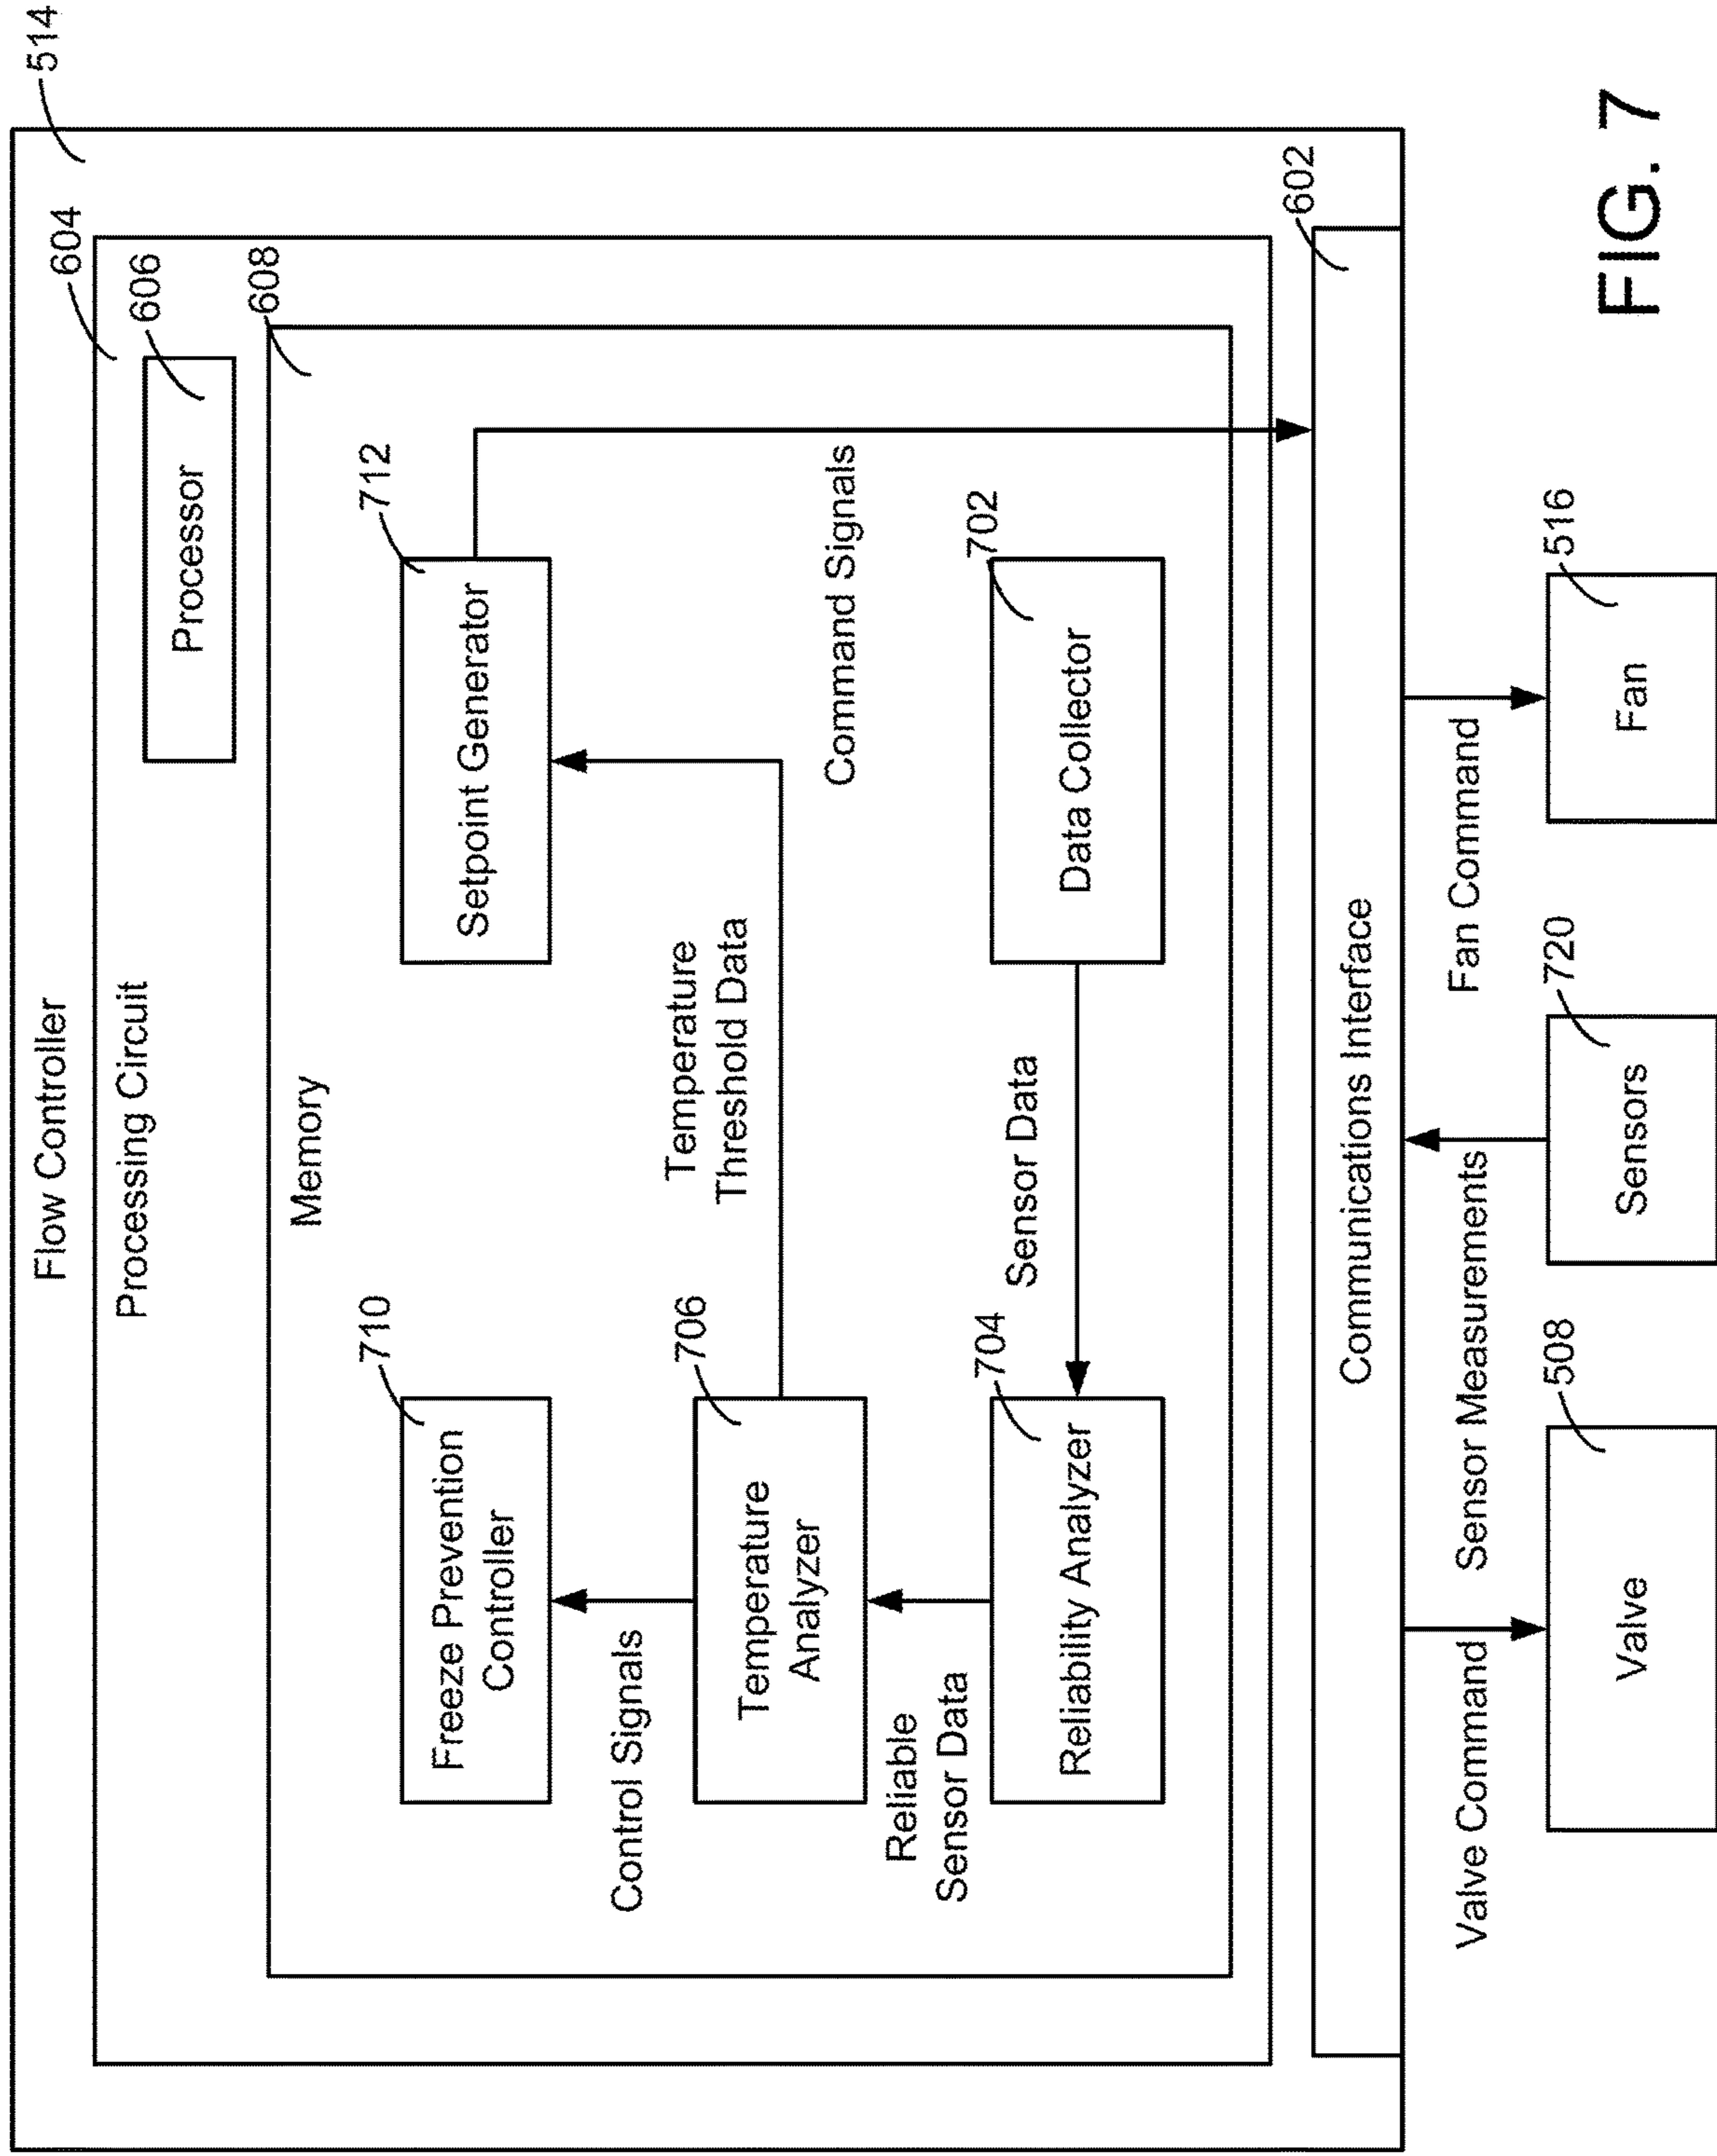 514
Flow Controller
604
Processing Circuit
606
Processor
608
Memory
710
712
Freeze Prevention
Controller
Setpoint Generator
Control Signals
706
Temperature
Threshold Data
Temperature
Analyzer
Command Signals
Reliable
Sensor Data
704
Sensor Data
702
Reliability Analyzer
Data Collector
602
Communications Interface
Valve Command
Sensor Measurements
Fan Command
508
720
516
Valve
Sensors
Fan
FIG. 7